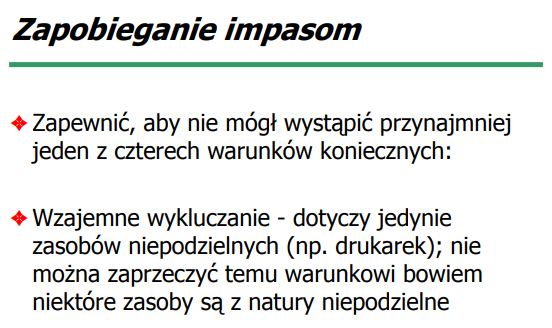 Zapobieganie impasom
Zapewnić, aby nie mógł wystąpić przynajmniej
jeden z czterech warunków koniecznych:
Wzajemne wykluczanie - dotyczy jedynie
zasobów niepodzielnych (np. drukarek); nie
można zaprzeczyć temu warunkowi bowiem
niektóre zasoby są z natury niepodzielne